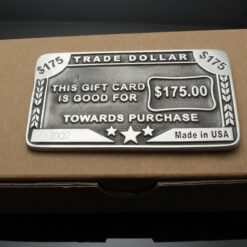 $175 TRADE DOLLAR $175
THIS GIFT CARD
IS GOOD FOR
$175.00
TOWARDS PURCHASE
Made in USA